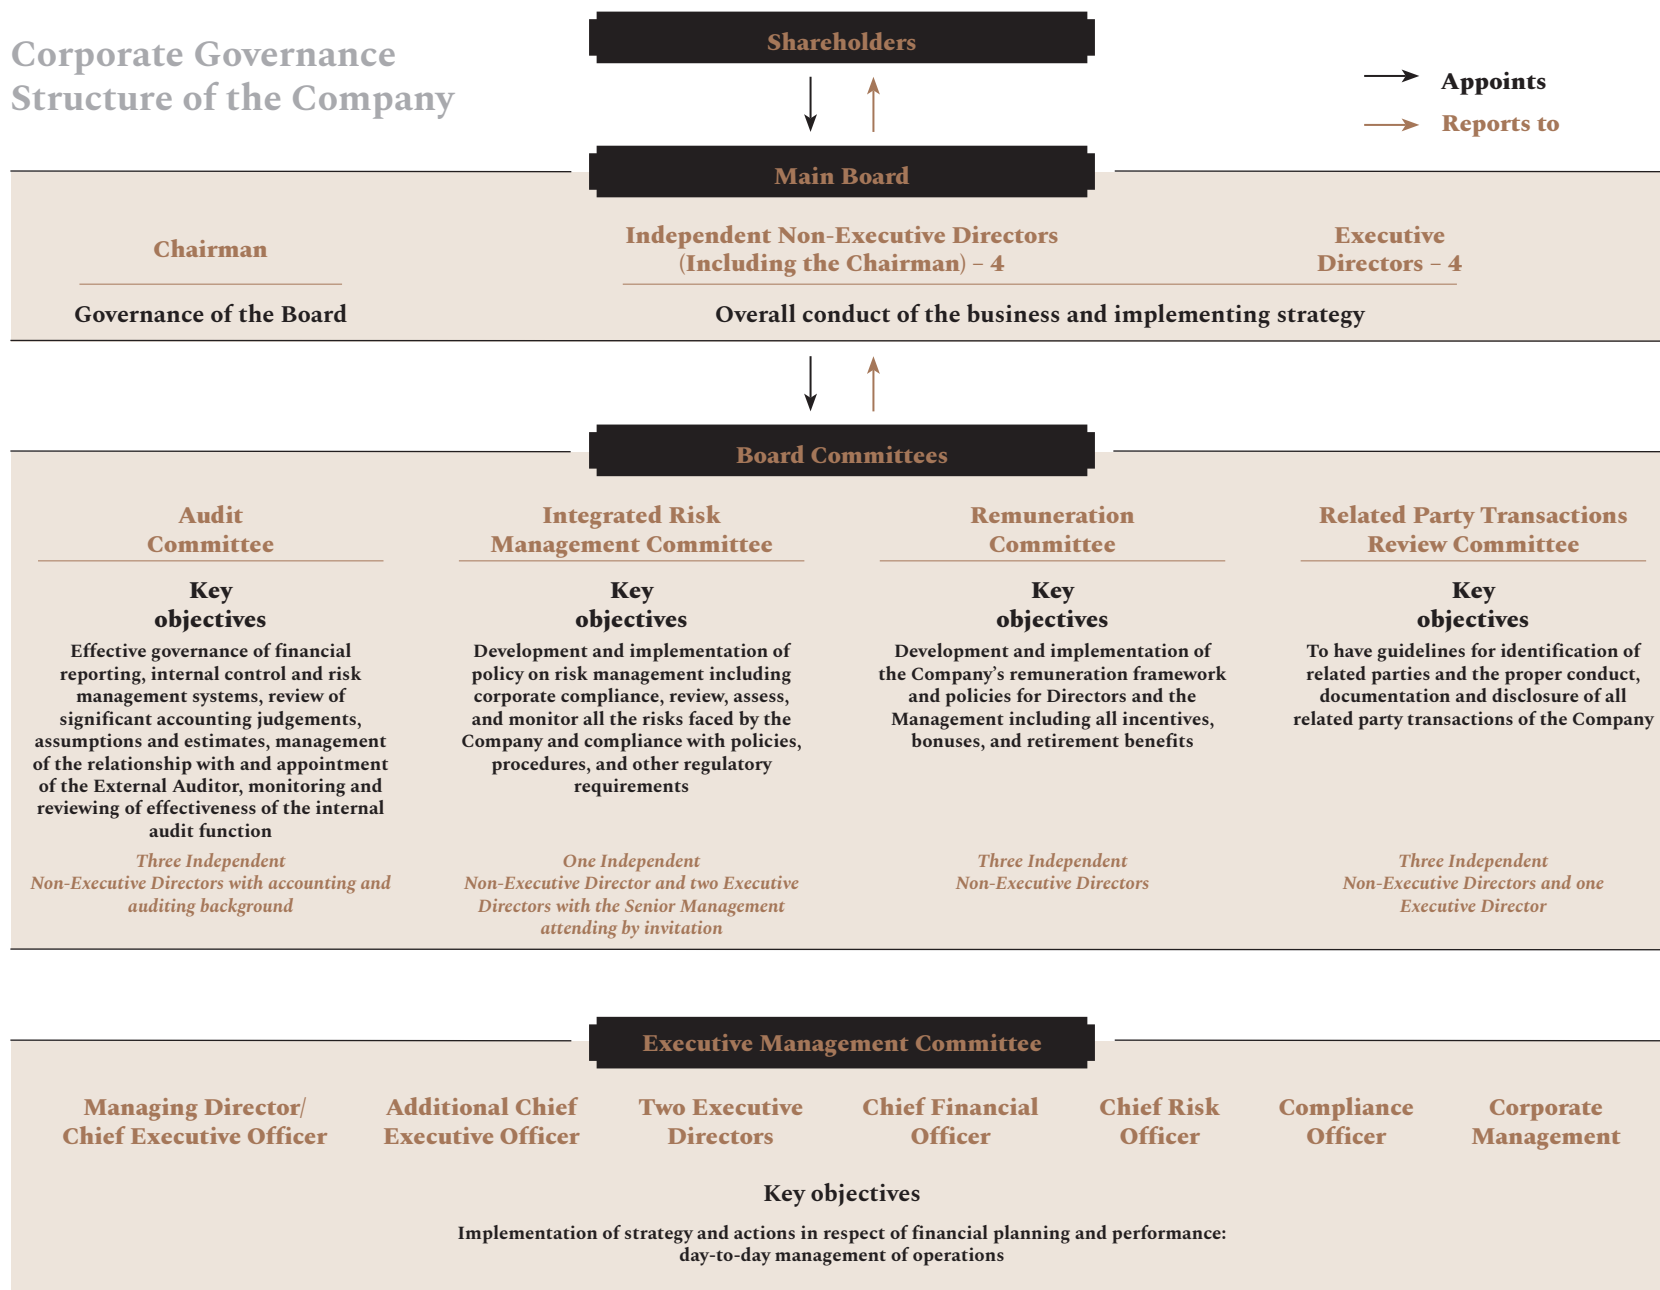 Corporate Governance
Structure of the Company
Shareholders
Appoints
Reports to
Main Board
Chairman
Governance of the Board
Independent Non-Executive Directors
(Including the Chairman) – 4
Executive
Directors – 4
Overall conduct of the business and implementing strategy
Board Committees
Audit
Committee
Key
objectives
Effective governance of financial
reporting, internal control and risk
management systems, review of
significant accounting judgements,
assumptions and estimates, management
of the relationship with and appointment
of the External Auditor, monitoring and
reviewing of effectiveness of the internal
audit function
Three Independent
Non-Executive Directors with accounting and
auditing background
Integrated Risk
Management Committee
Key
objectives
Development and implementation of
policy on risk management including
corporate compliance, review, assess,
and monitor all the risks faced by the
Company and compliance with policies,
procedures, and other regulatory
requirements
One Independent
Non-Executive Director and two Executive
Directors with the Senior Management
attending by invitation
Remuneration
Committee
Key
objectives
Development and implementation of
the Company’s remuneration framework
and policies for Directors and the
Management including all incentives,
bonuses, and retirement benefits
Three Independent
Non-Executive Directors
Related Party Transactions
Review Committee
Key
objectives
To have guidelines for identification of
related parties and the proper conduct,
documentation and disclosure of all
related party transactions of the Company
Three Independent
Non-Executive Directors and one
Executive Director
Executive Management Committee
Managing Director/
Chief Executive Officer
Additional Chief
Executive Officer
Two Executive
Directors
Chief Financial
Officer
Chief Risk
Officer
Compliance
Officer
Corporate
Management
Key objectives
Implementation of strategy and actions in respect of financial planning and performance:
day-to-day management of operations